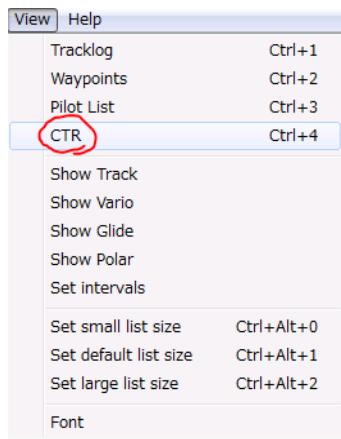 View Help
Tracklog Ctrl+1
Waypoints Ctrl+2
Pilot List Ctrl+3
CTR Ctrl+4
Show Track
Show Vario
Show Glide
Show Polar
Set intervals
Set small list size Ctrl+Alt+0
Set default list size Ctrl+Alt+1
Set large list size Ctrl+Alt+2
Font